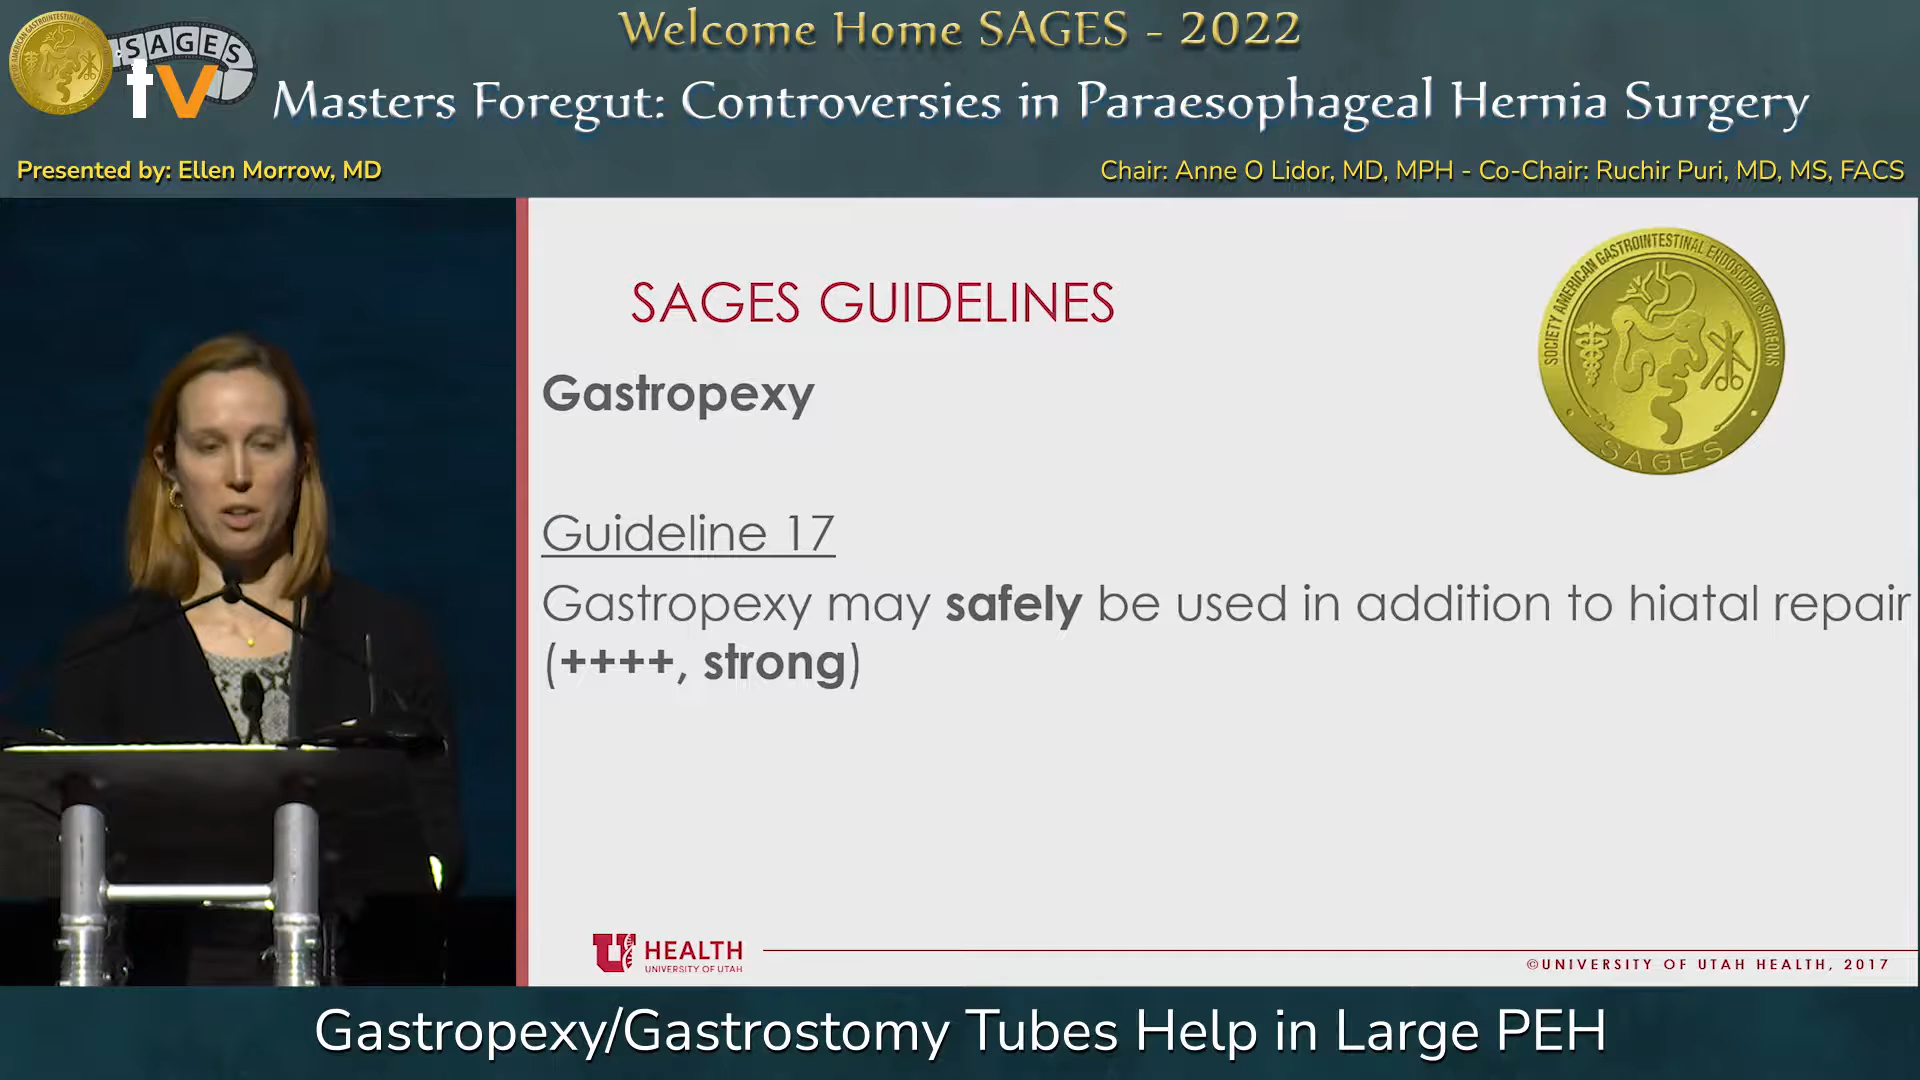 Welcome Home SAGES - 2022
SAGES
tv
Masters Foregut: Controversies in Paraesophageal Hernia Surgery
Presented by: Ellen Morrow, MD
Chair: Anne O Lidor, MD, MPH - Co-Chair: Ruchir Puri, MD, MS, FACS
SAGES GUIDELINES
SOCIETY AMERICAN GASTROINTESTINAL ENDOSCOPIC SURGEONS
SAGES
Gastropexy
Guideline 17
Gastropexy may safely be used in addition to hiatal repair
(++++, strong)
U HEALTH
UNIVERSITY OF UTAH
©UNIVERSITY OF UTAH HEALTH, 2017
Gastropexy/Gastrostomy Tubes Help in Large PEH